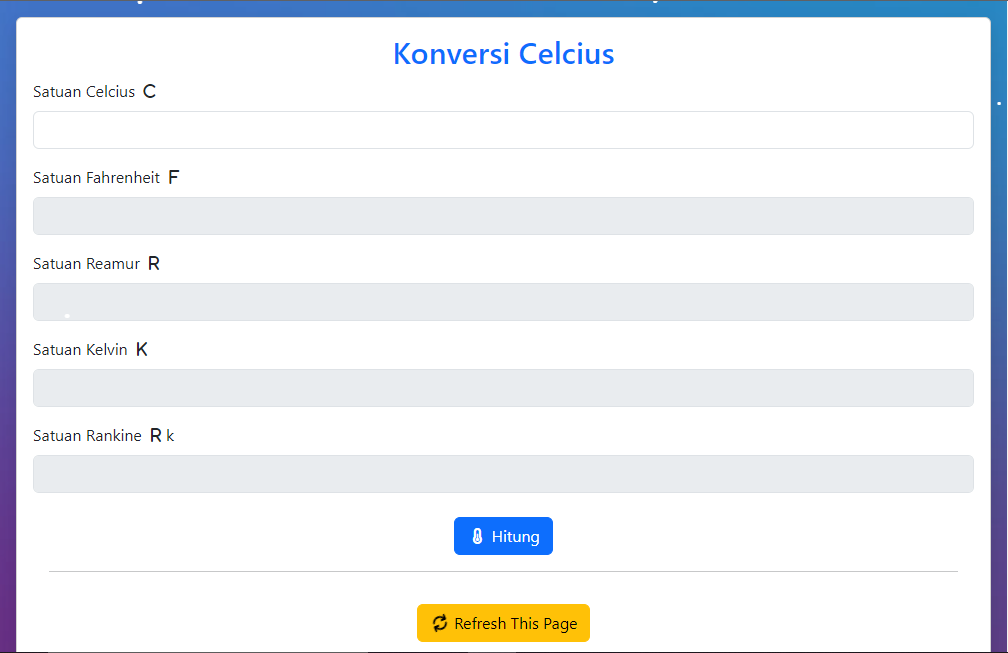 Konversi Celcius
Satuan Celcius C
Satuan Fahrenheit F
Satuan Reamur R
Satuan Kelvin K
Satuan Rankine R k
Hitung
Refresh This Page